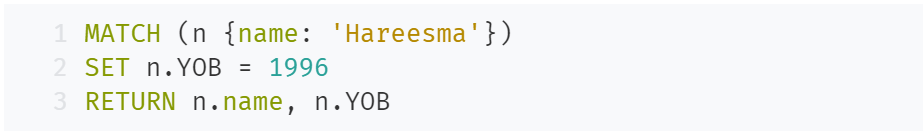 1 MATCH (n {name: 'Hareesma'})
2 SET n.YOB = 1996
3 RETURN n.name, n.YOB